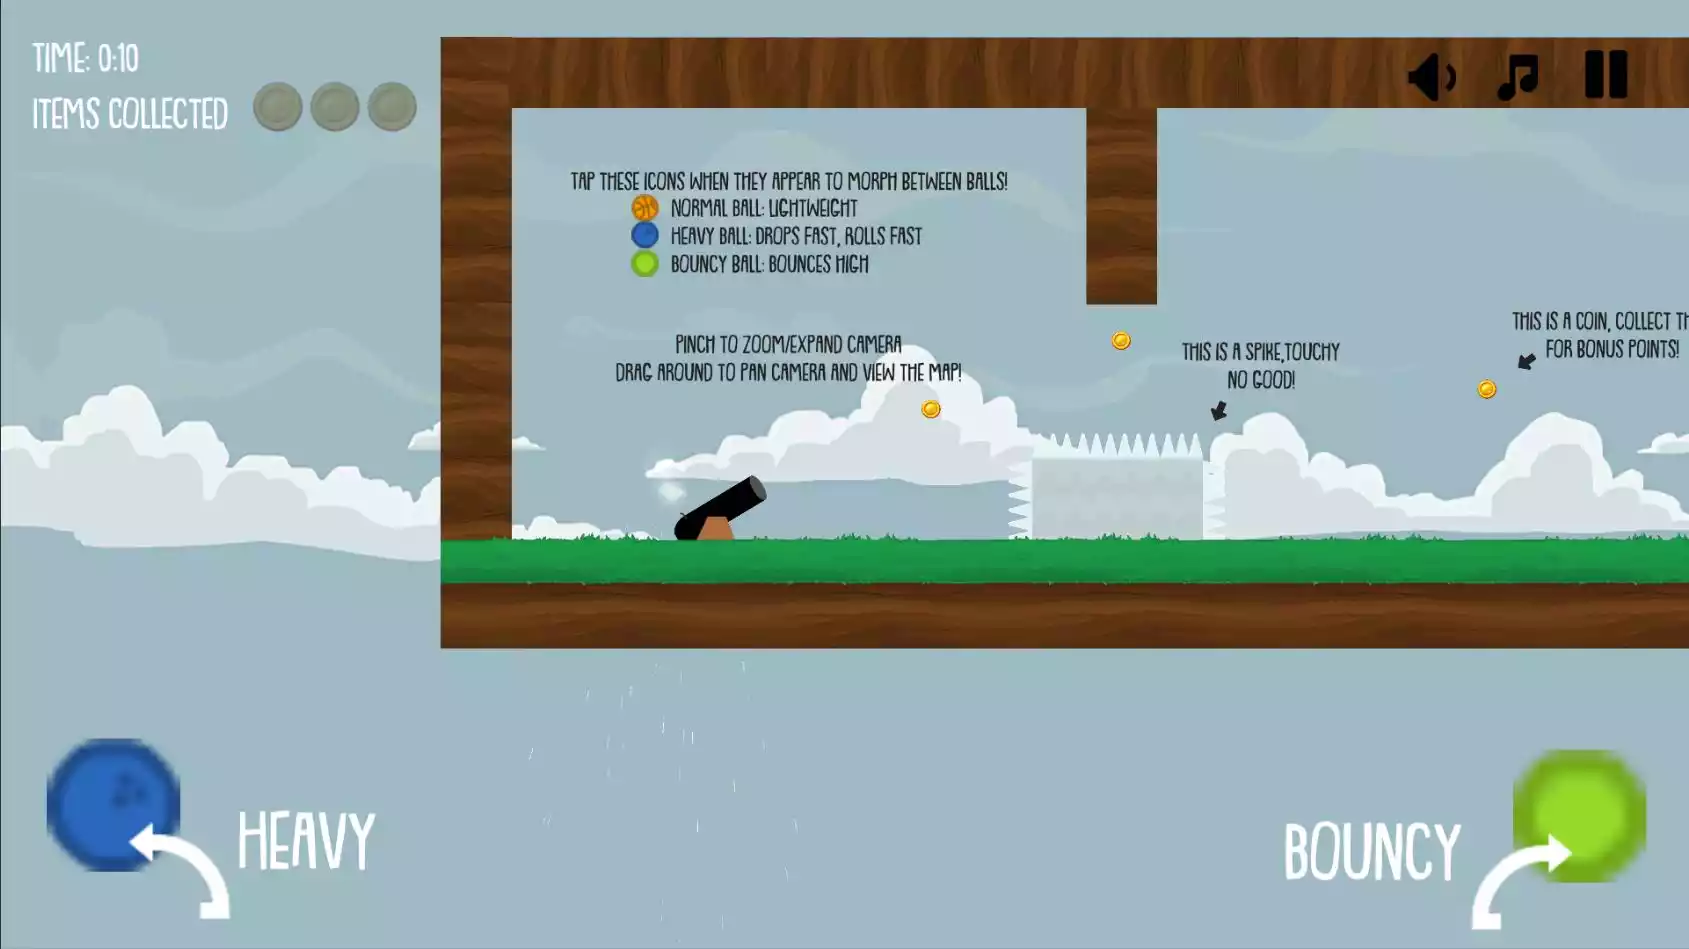 TIME: 0:10
ITEMS COLLECTED
TAP THESE ICONS WHEN THEY APPEAR TO MORPH BETWEEN BALLS!
NORMAL BALL: LIGHTWEIGHT
HEAVY BALL: DROPS FAST, ROLLS FAST
BOUNCY BALL: BOUNCES HIGH
PINCH TO ZOOM/EXPAND CAMERA
DRAG AROUND TO PAN CAMERA AND VIEW THE MAP!
THIS IS A SPIKE,TOUCHY
NO GOOD!
THIS IS A COIN, COLLECT TH
FOR BONUS POINTS!
HEAVY
BOUNCY